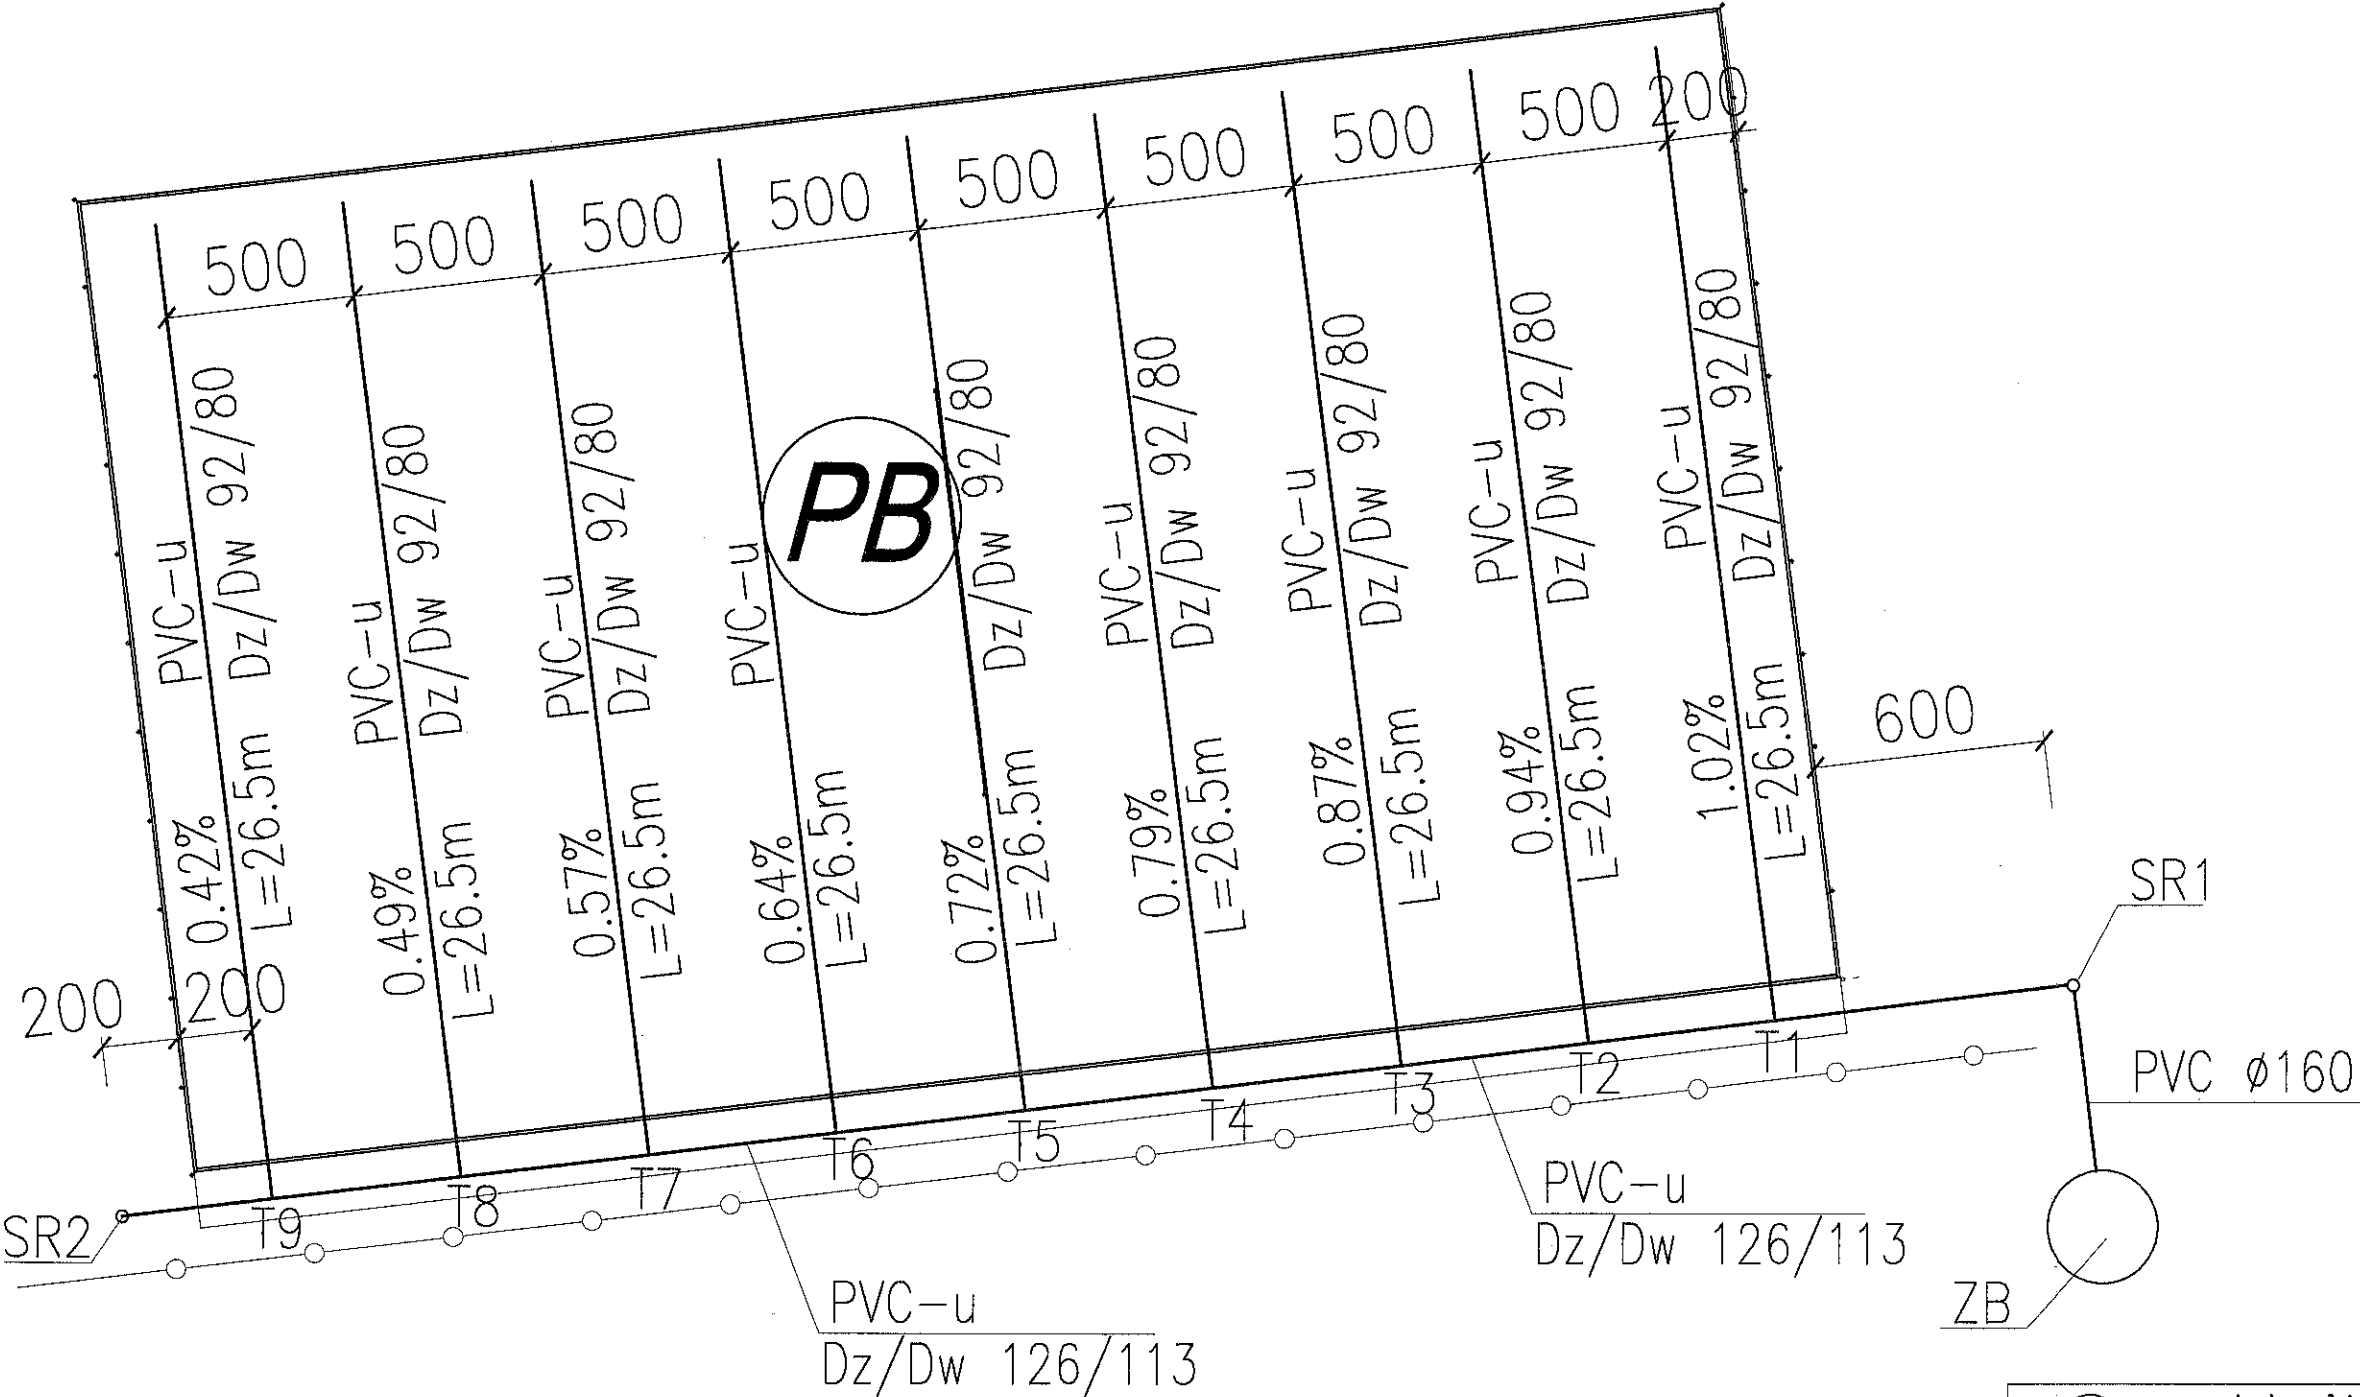 500 500 500 500 500 500 500 500 200
PVC-u
Dz/Dw 92/80
0.42%
L=26.5m
PVC-u
Dz/Dw 92/80
0.49%
L=26.5m
PVC-u
Dz/Dw 92/80
0.57%
L=26.5m
PVC-u
0.64%
L=26.5m
PB
Dz/Dw 92/80
0.72%
L=26.5m
PVC-u
Dz/Dw 92/80
0.79%
L=26.5m
PVC-u
Dz/Dw 92/80
0.87%
L=26.5m
PVC-u
Dz/Dw 92/80
0.94%
L=26.5m
PVC-u
Dz/Dw 92/80
1.02%
L=26.5m
600
200 200
SR1
PVC ø160
ZB
SR2
T9 T8 T7 T6 T5 T4 T3 T2 T1
PVC-u
Dz/Dw 126/113
PVC-u
Dz/Dw 126/113